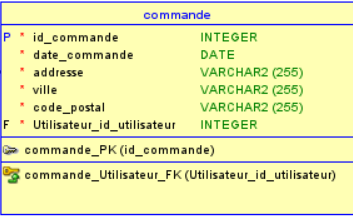 commande
P * id_commande INTEGER
* date_commande DATE
* addresse VARCHAR2 (255)
* ville VARCHAR2 (255)
* code_postal VARCHAR2 (255)
F * Utilisateur_id_utilisateur INTEGER
commande_PK (id_commande)
commande_Utilisateur_FK (Utilisateur_id_utilisateur)